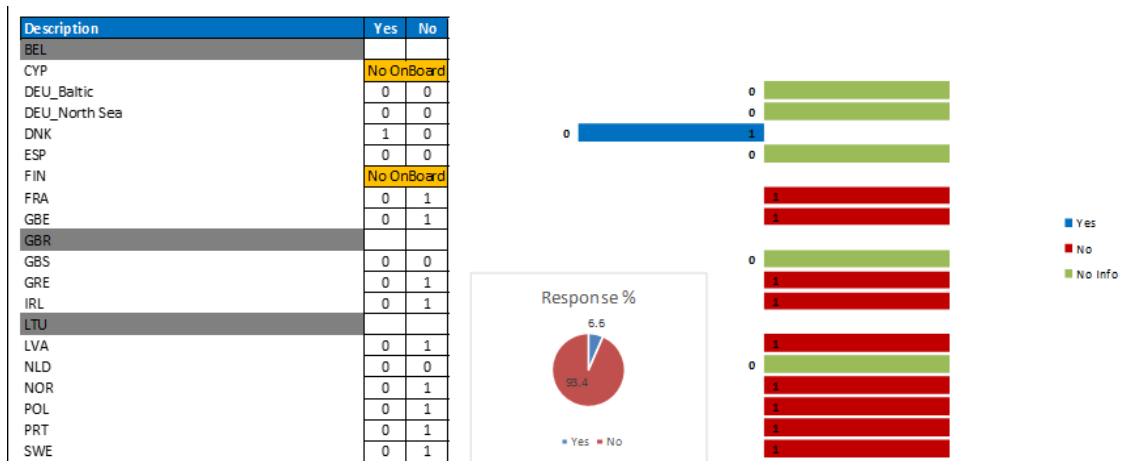 Description Yes No
BEL
CYP No OnBoard
DEU_Baltic 0 0 0
DEU_North Sea 0 0 0
DNK 1 0 0 1
ESP 0 0 0
FIN No OnBoard
FRA 0 1 1
GBE 0 1 1
GBR
GBS 0 0 0
GRE 0 1 1
IRL 0 1 1
LTU
LVA 0 1 1
NLD 0 0 0
NOR 0 1 1
POL 0 1 1
PRT 0 1 1
SWE 0 1 1
Response %
6.6
93.4
Yes No
Yes
No
No Info